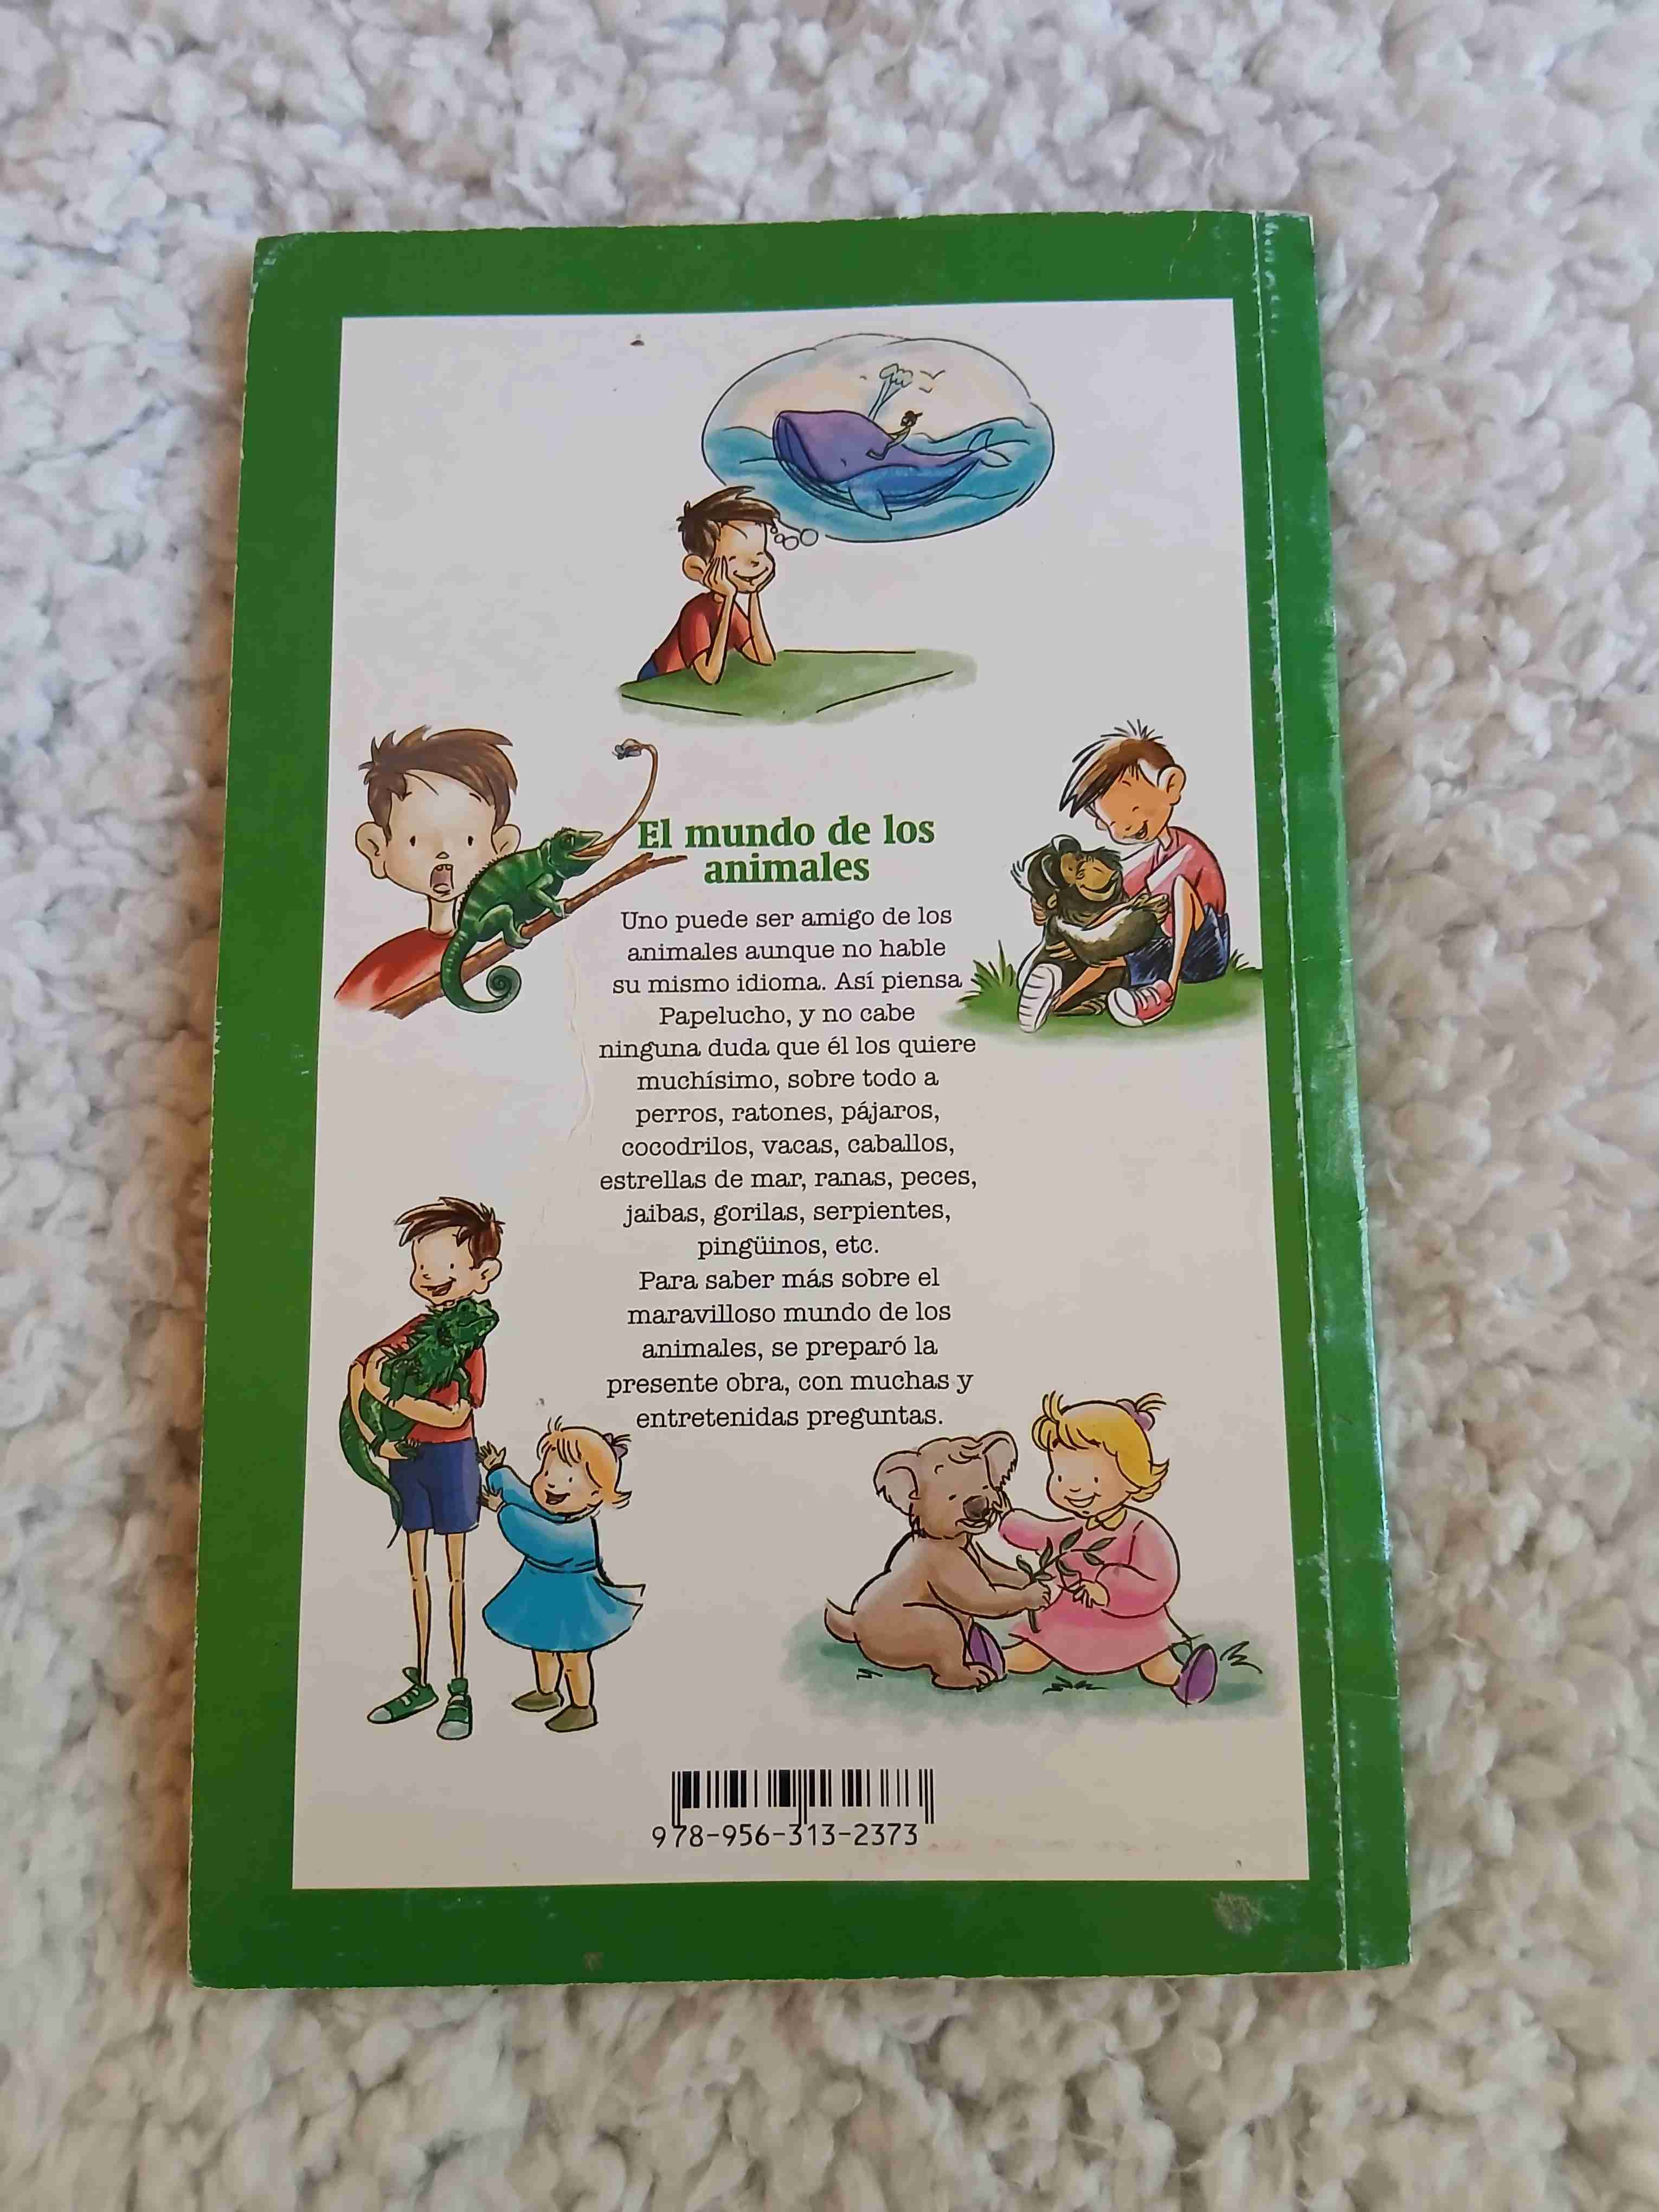 El mundo de los
animales
Uno puede ser amigo de los
animales aunque no hable
su mismo idioma. Así piensa
Papelucho, y no cabe
ninguna duda que él los quiere
muchísimo, sobre todo a
perros, ratones, pájaros,
cocodrilos, vacas, caballos,
estrellas de mar, ranas, peces,
jaibas, gorilas, serpientes,
pingüinos, etc.
Para saber más sobre el
maravilloso mundo de los
animales, se preparó la
presente obra, con muchas y
entretenidas preguntas.
978-956-313-2373